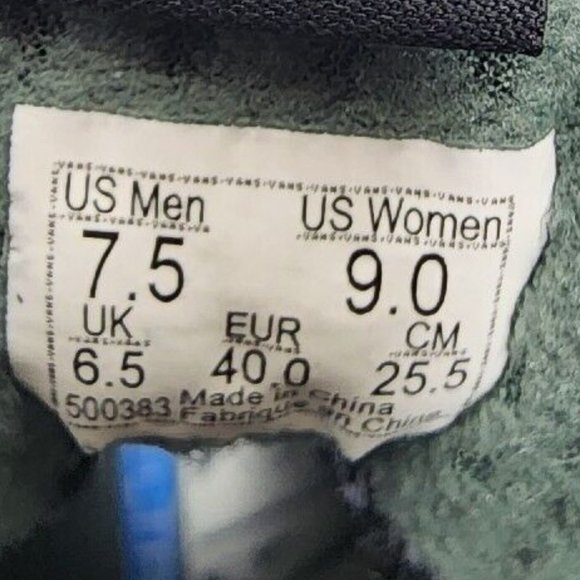 US Men US Women
7.5 9.0
UK EUR CM
6.5 40.0 25.5
500383 Made in China
Fabriqué en China